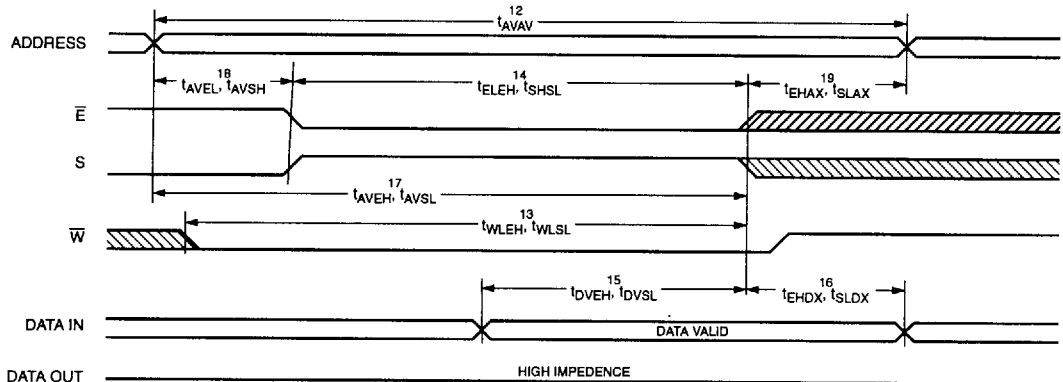 12
tAVAV
ADDRESS
18
tAVEL, tAVSH
14
tELEH, tSHSL
19
tEHAX, tSLAX
E
S
17
tAVEH, tAVSL
13
tWLEH, tWLSL
W
15
tDVEH, tDVSL
16
tEHDX, tSLDX
DATA IN
DATA VALID
DATA OUT
HIGH IMPEDENCE